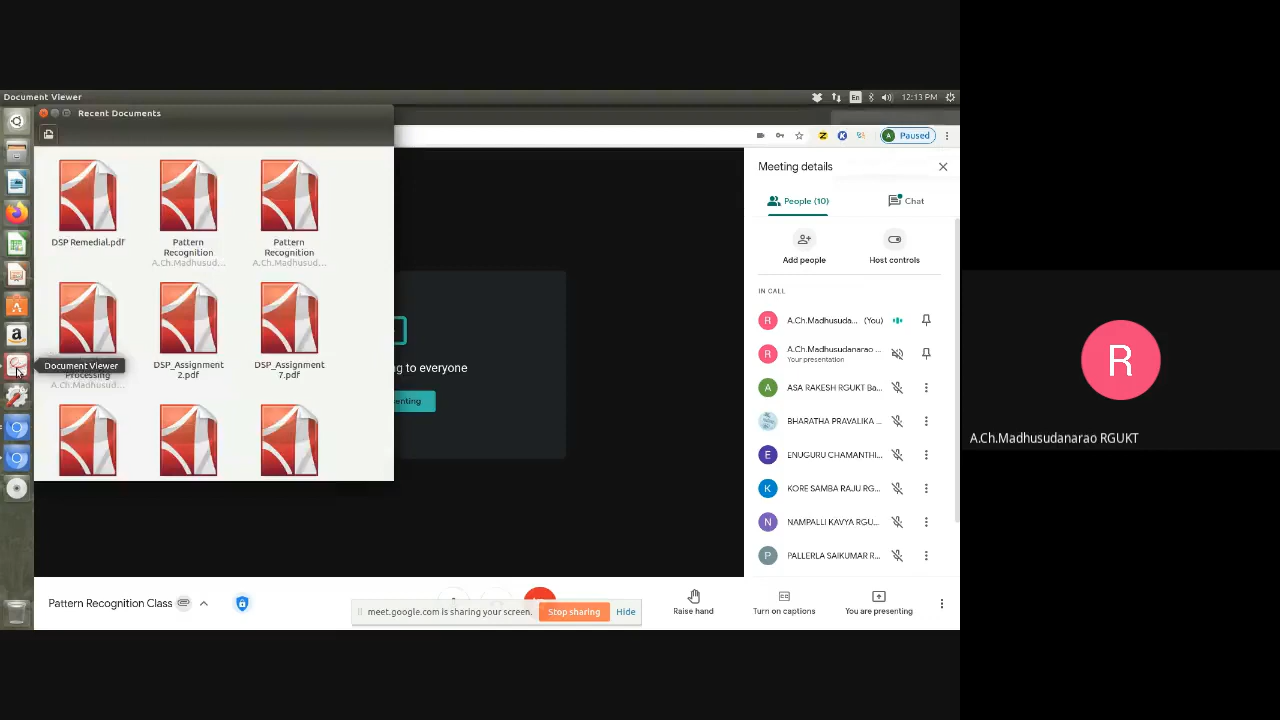 Document Viewer
En
12:13 PM
Recent Documents
A
Paused
DSP Remedial.pdf
Pattern
Recognition
A.Ch.Madhusud...
Pattern
Recognition
A.Ch.Madhusud...
Document Viewer
Processing
A.Ch.Madhusud...
DSP_Assignment
2.pdf
DSP_Assignment
7.pdf
g to everyone
enting
Meeting details
People (10)
Chat
Add people
Host controls
IN CALL
R
A.Ch.Madhusuda... (You)
R
A.Ch.Madhusudanarao ...
Your presentation
A
ASA RAKESH RGUKT Ba...
BHARATHA PRAVALIKA ...
E
ENUGURU CHAMANTHI...
K
KORE SAMBA RAJU RG...
N
NAMPALLI KAVYA RGU...
P
PALLERLA SAIKUMAR R...
Pattern Recognition Class
meet.google.com is sharing your screen.
Stop sharing
Hide
Raise hand
Turn on captions
You are presenting
R
A.Ch.Madhusudanarao RGUKT